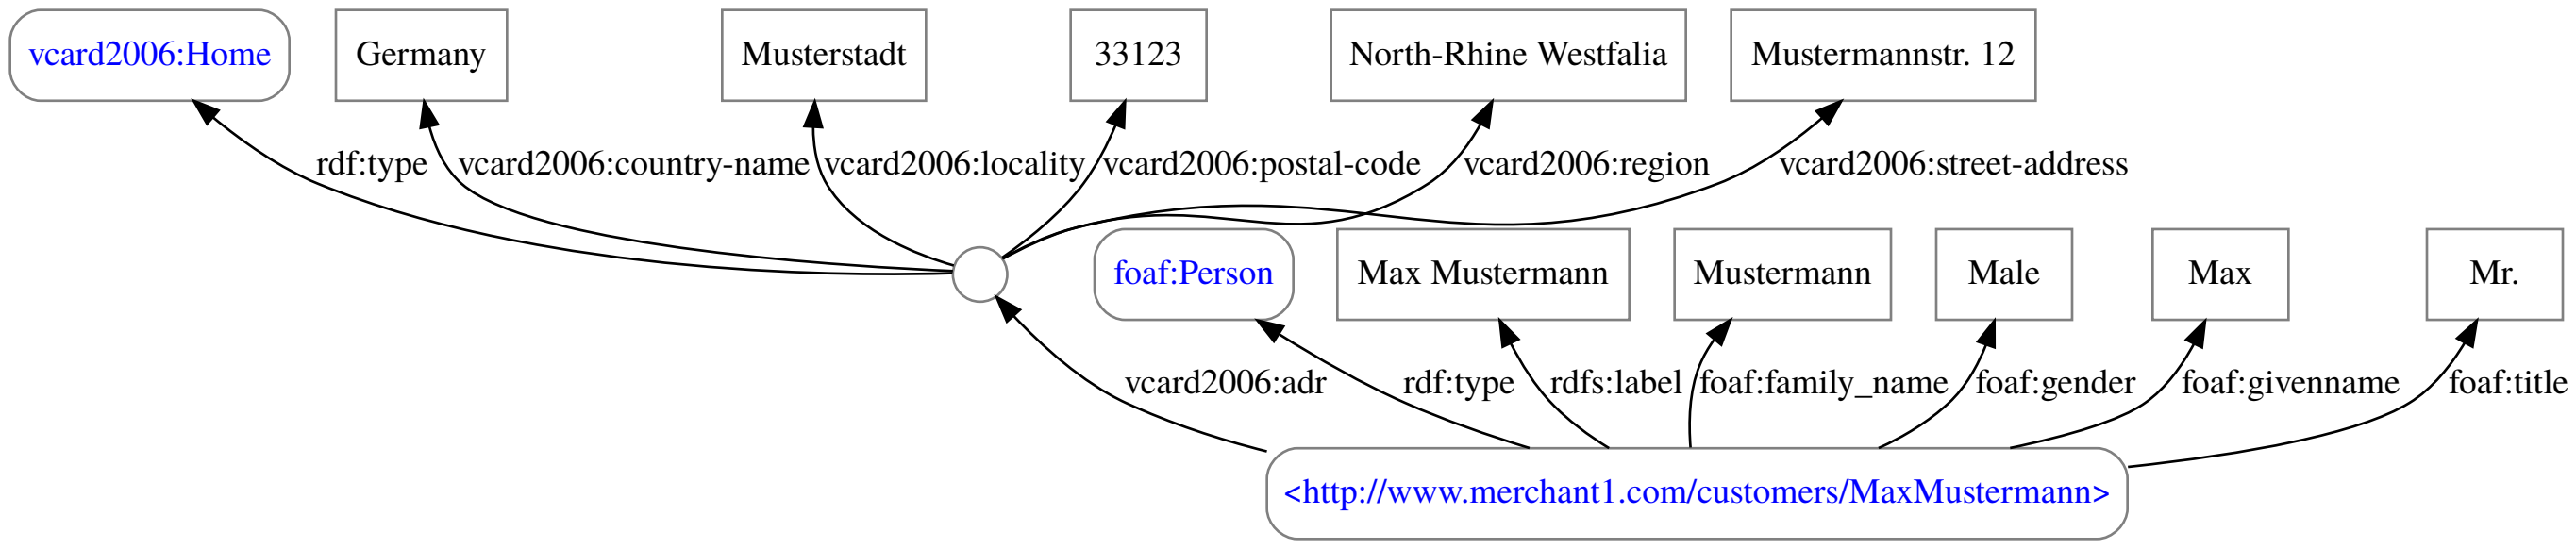 vcard2006:Home
Germany
Musterstadt
33123
North-Rhine Westfalia
Mustermannstr. 12
rdf:type
vcard2006:country-name
vcard2006:locality
vcard2006:postal-code
vcard2006:region
vcard2006:street-address
foaf:Person
Max Mustermann
Mustermann
Male
Max
Mr.
vcard2006:adr
rdf:type
rdfs:label
foaf:family_name
foaf:gender
foaf:givenname
foaf:title
<http://www.merchant1.com/customers/MaxMustermann>